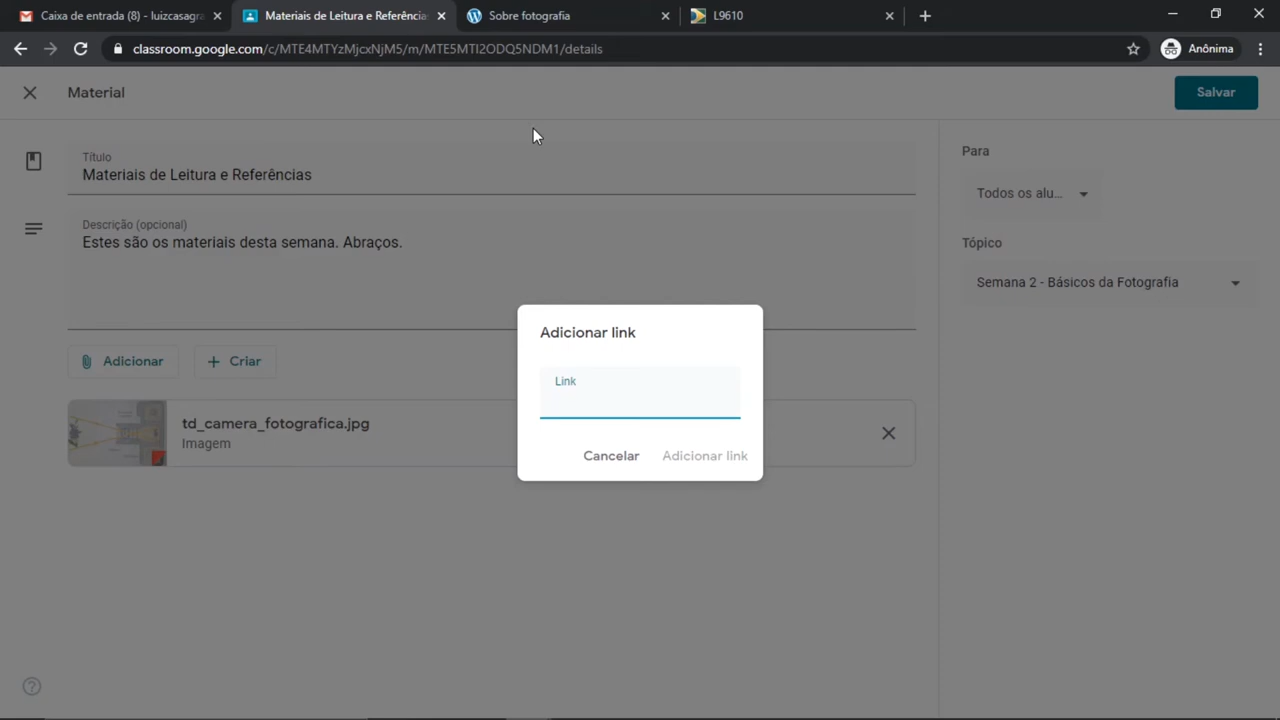 Caixa de entrada (8) - luizcasagra
Materiais de Leitura e Referência
Sobre fotografia
L9610
classroom.google.com/c/MTE4MTYzMjcxNjM5/m/MTE5MTI2ODQ5NDM1/details
Anônima
Material
Salvar
Título
Materiais de Leitura e Referências
Descrição (opcional)
Estes são os materiais desta semana. Abraços.
Adicionar
Criar
td_camera_fotografica.jpg
Imagem
Para
Todos os alu...
Tópico
Semana 2 - Básicos da Fotografia
Adicionar link
Link
Cancelar
Adicionar link